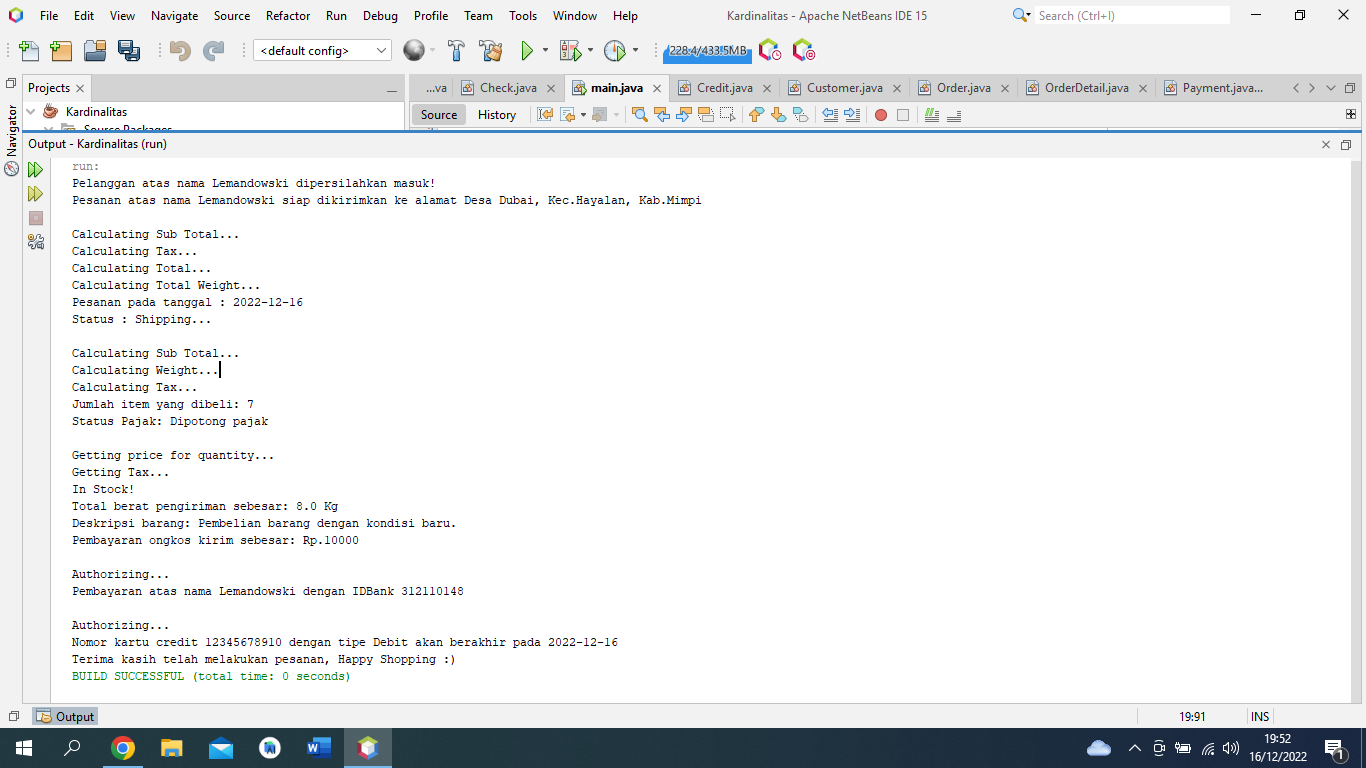 File Edit View Navigate Source Refactor Run Debug Profile Team Tools Window Help
Kardinalitas - Apache NetBeans IDE 15
Search (Ctrl+I)
<default config>
228.4/433.5MB
Projects
...va Check.java main.java Credit.java Customer.java Order.java OrderDetail.java Payment.java...
Kardinalitas
Source Packages
Source History
Navigator
Output - Kardinalitas (run)
run:
Pelanggan atas nama Lemandowski dipersilahkan masuk!
Pesanan atas nama Lemandowski siap dikirimkan ke alamat Desa Dubai, Kec.Hayalan, Kab.Mimpi
Calculating Sub Total...
Calculating Tax...
Calculating Total...
Calculating Total Weight...
Pesanan pada tanggal : 2022-12-16
Status : Shipping...
Calculating Sub Total...
Calculating Weight...
Calculating Tax...
Jumlah item yang dibeli: 7
Status Pajak: Dipotong pajak
Getting price for quantity...
Getting Tax...
In Stock!
Total berat pengiriman sebesar: 8.0 Kg
Deskripsi barang: Pembelian barang dengan kondisi baru.
Pembayaran ongkos kirim sebesar: Rp.10000
Authorizing...
Pembayaran atas nama Lemandowski dengan IDBank 312110148
Authorizing...
Nomor kartu credit 12345678910 dengan tipe Debit akan berakhir pada 2022-12-16
Terima kasih telah melakukan pesanan, Happy Shopping :)
BUILD SUCCESSFUL (total time: 0 seconds)
Output
19:91 INS
19:52
16/12/2022
1